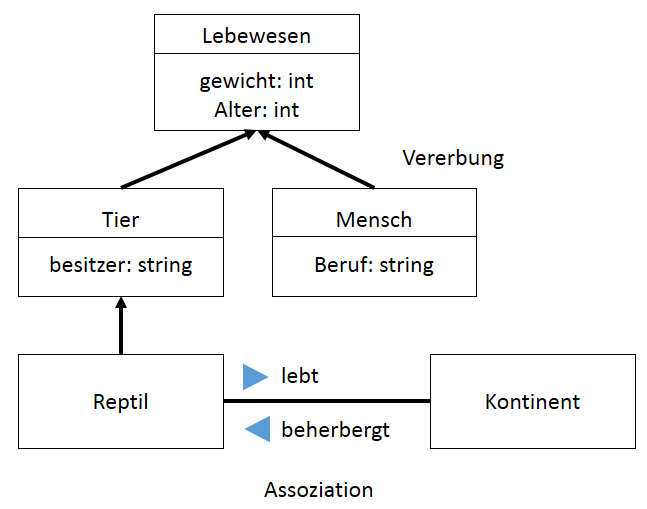 Lebewesen
gewicht: int
Alter: int
Vererbung
Tier
besitzer: string
Mensch
Beruf: string
Reptil
lebt
beherbergt
Kontinent
Assoziation